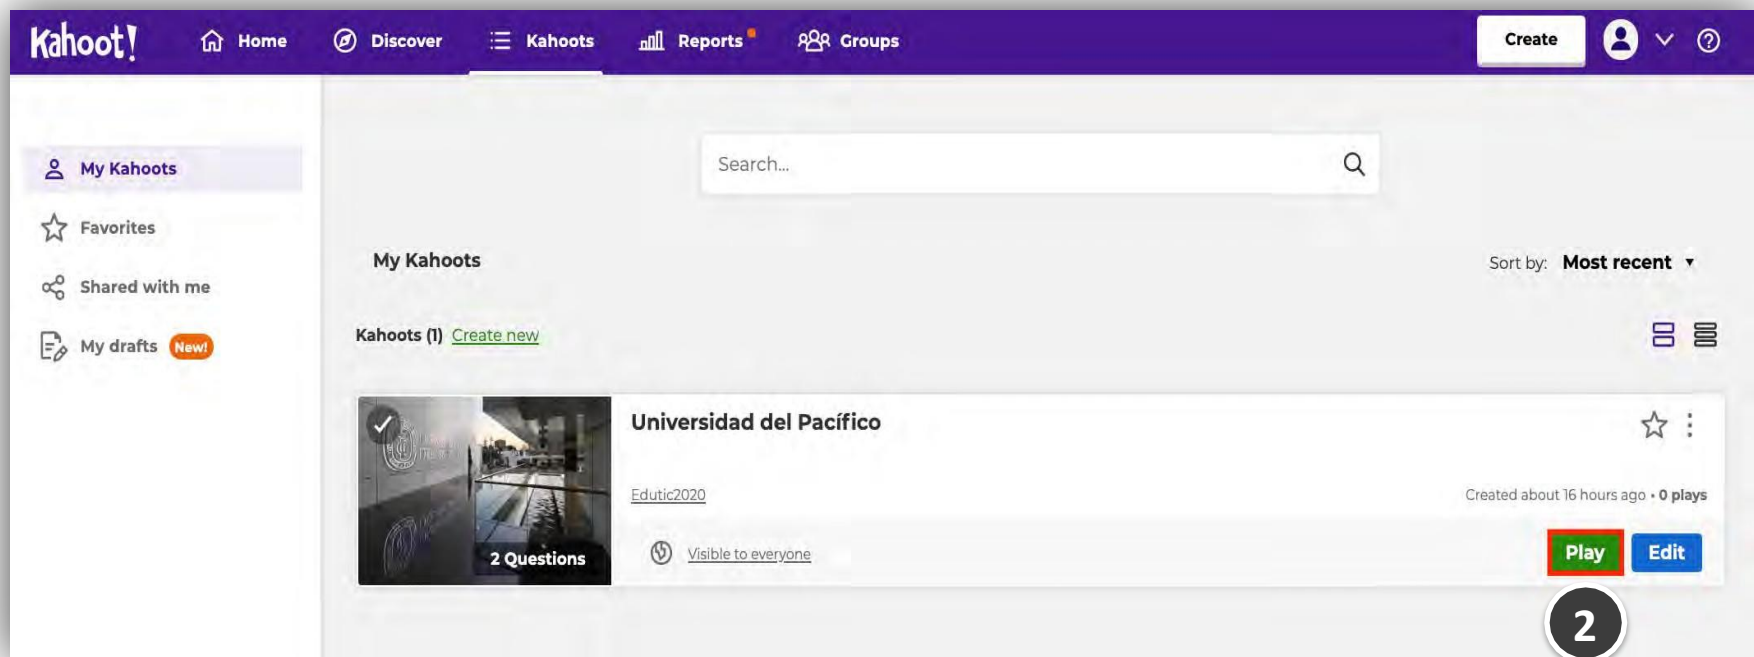 Kahoot! Home Discover Kahoots Reports Groups Create
My Kahoots
Favorites
Shared with me
My drafts New!
Search...
My Kahoots
Sort by: Most recent
Kahoots (1) Create new
Universidad del Pacífico
Edutic2020
Created about 16 hours ago • 0 plays
2 Questions
Visible to everyone
Play
Edit
2